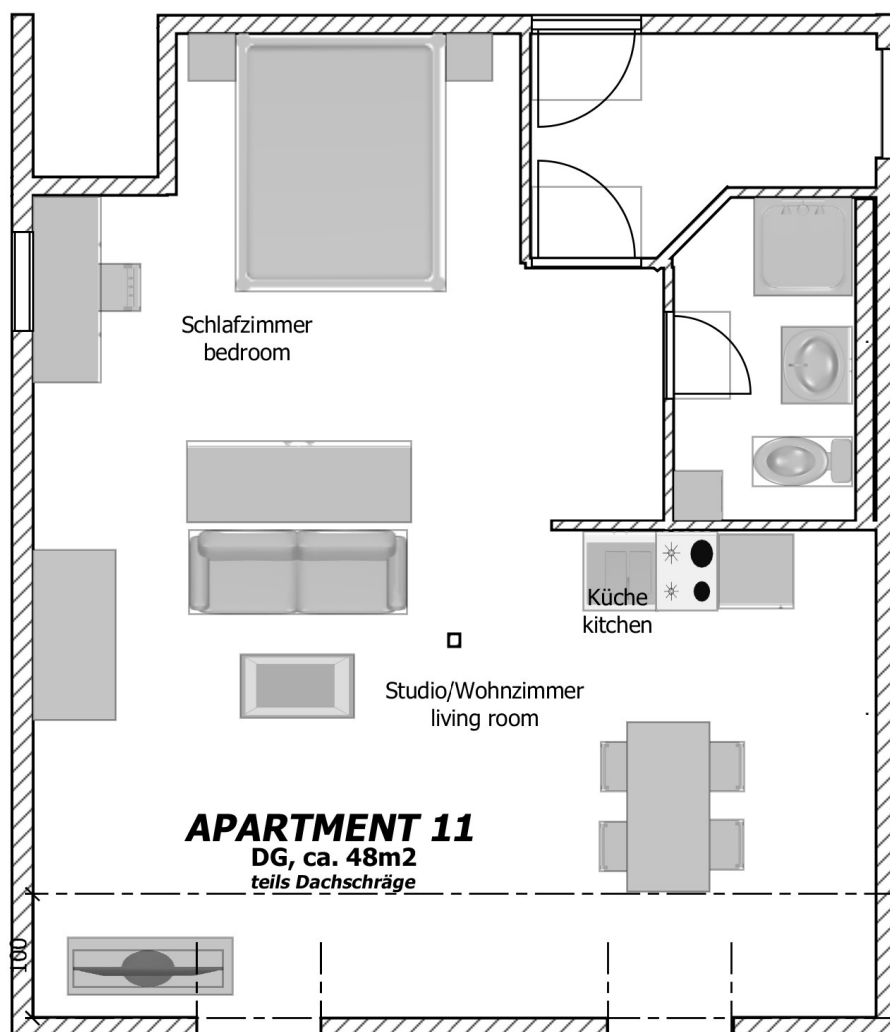 Schlafzimmer
bedroom
Küche
kitchen
Studio/Wohnzimmer
living room
APARTMENT 11
DG, ca. 48m2
teils Dachschräge
100